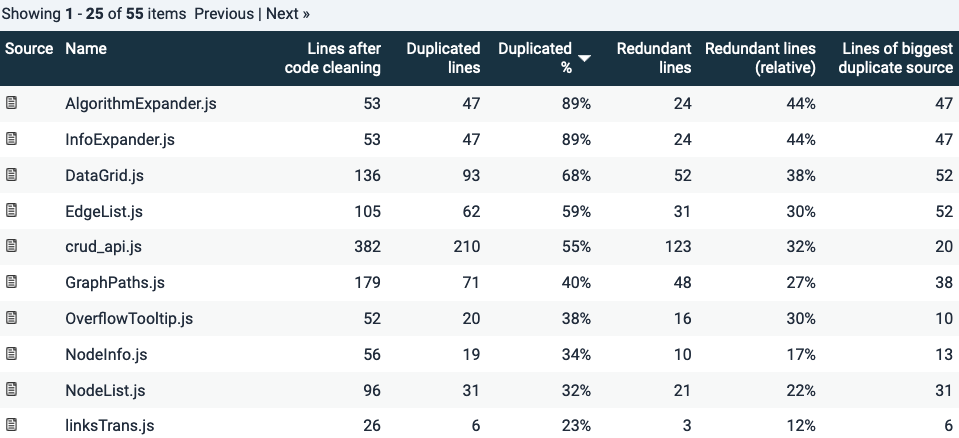 Showing 1 - 25 of 55 items Previous | Next »
Source Name Lines after code cleaning Duplicated lines Duplicated % Redundant lines Redundant lines (relative) Lines of biggest duplicate source
AlgorithmExpander.js 53 47 89% 24 44% 47
InfoExpander.js 53 47 89% 24 44% 47
DataGrid.js 136 93 68% 52 38% 52
EdgeList.js 105 62 59% 31 30% 52
crud_api.js 382 210 55% 123 32% 20
GraphPaths.js 179 71 40% 48 27% 38
OverflowTooltip.js 52 20 38% 16 30% 10
NodeInfo.js 56 19 34% 10 17% 13
NodeList.js 96 31 32% 21 22% 31
linksTrans.js 26 6 23% 3 12% 6